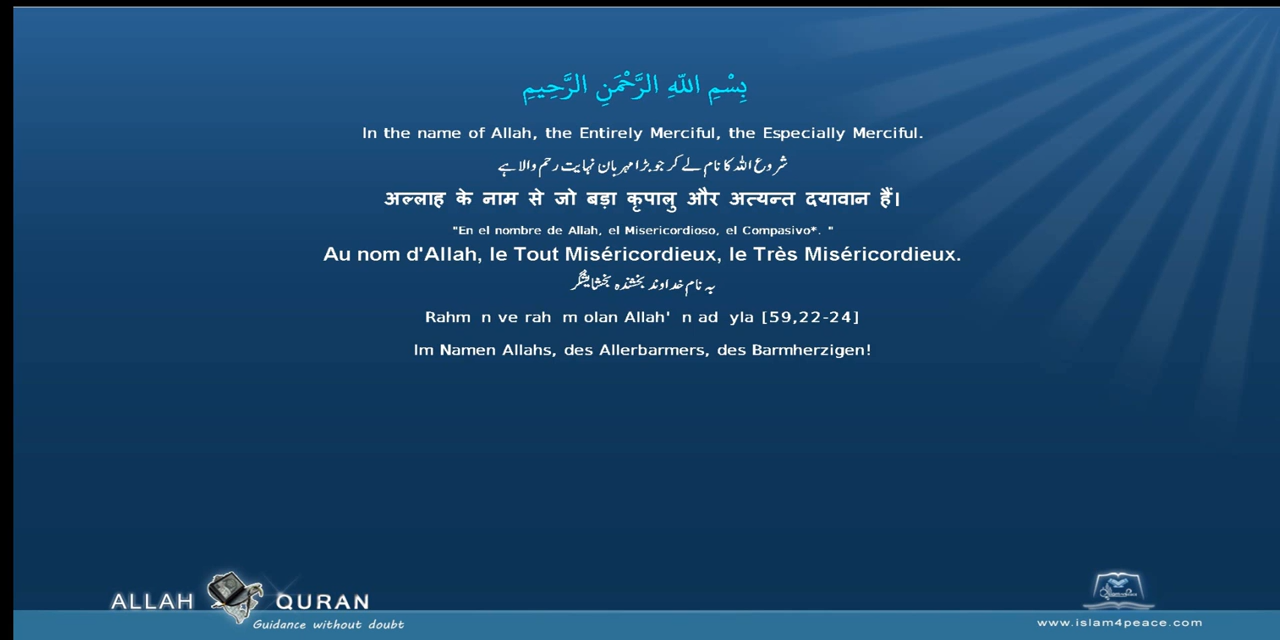 بِسْمِ اللَّهِ الرَّحْمَنِ الرَّحِيمِ
In the name of Allah, the Entirely Merciful, the Especially Merciful.
شروع الله کا نام لے کر جو بڑا مہربان نہایت رحم والا ہے
अल्लाह के नाम से जो बड़ा कृपालु और अत्यन्त दयावान हैं।
"En el nombre de Allah, el Misericordioso, el Compasivo*. "
Au nom d'Allah, le Tout Miséricordieux, le Très Miséricordieux.
به نام خداوند بخشنده بخشایشگر
Rahm n ve rah m olan Allah' n ad yla [59,22-24]
Im Namen Allahs, des Allerbarmers, des Barmherzigen!
ALLAH QURAN
Guidance without doubt
www.islam4peace.com